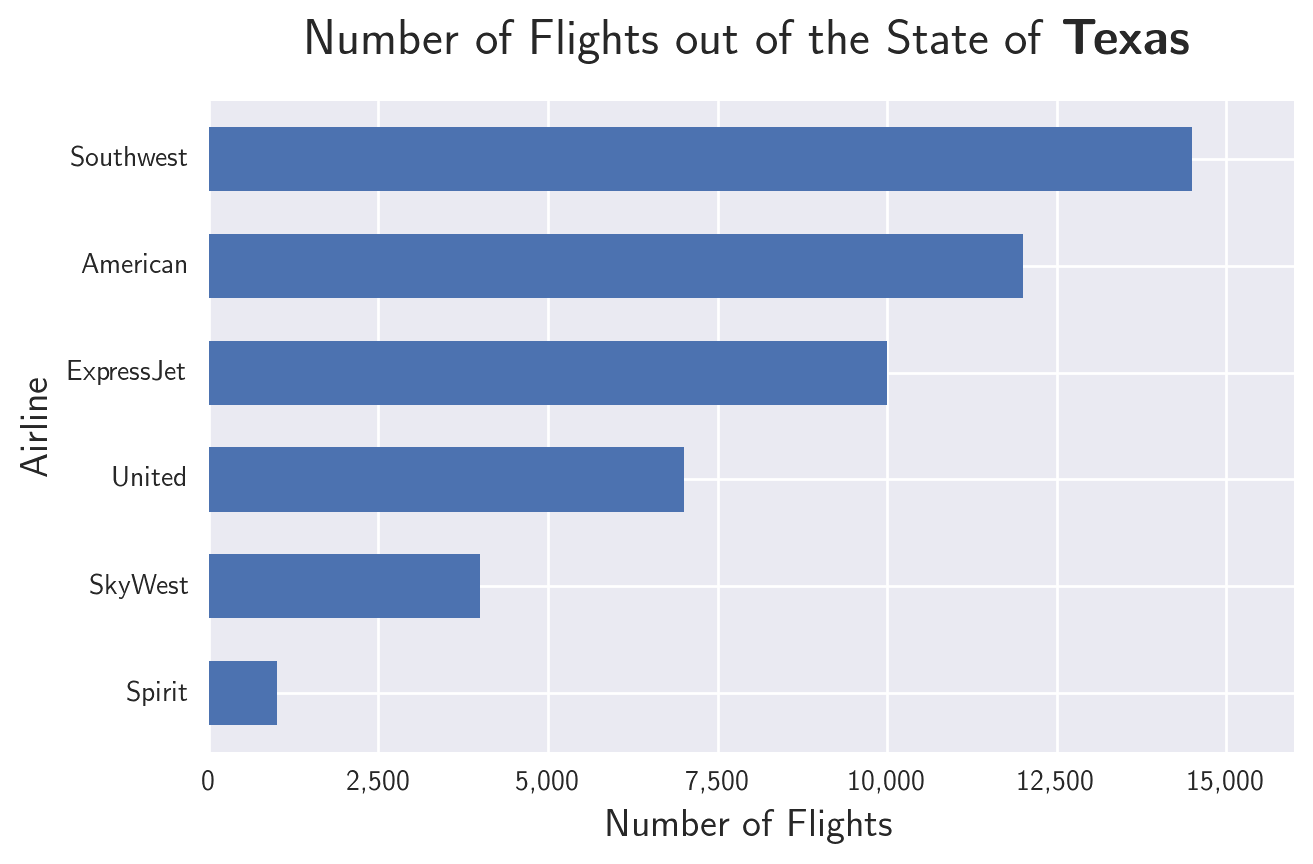 Number of Flights out of the State of Texas
Southwest
American
ExpressJet
United
SkyWest
Spirit
Airline
0 2,500 5,000 7,500 10,000 12,500 15,000
Number of Flights